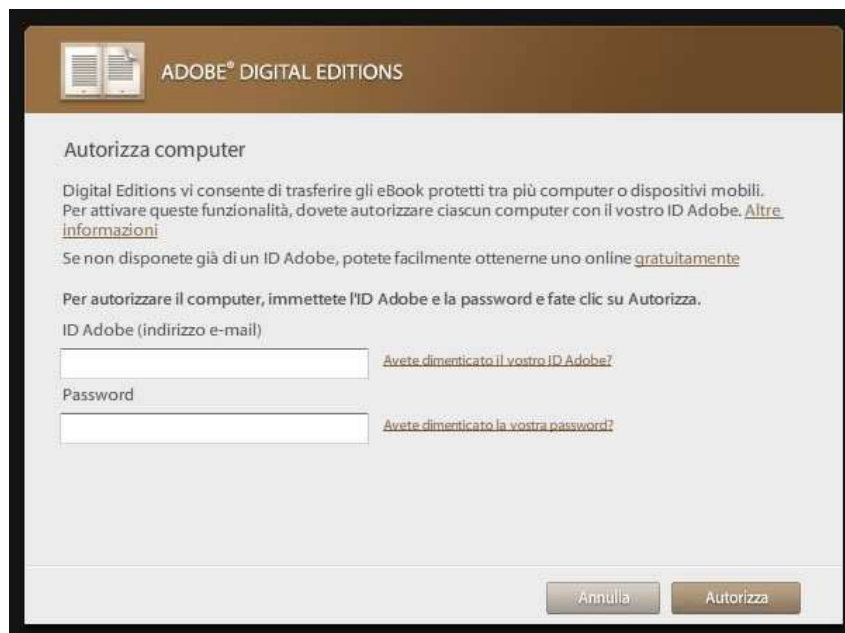 ADOBE® DIGITAL EDITIONS
Autorizza computer
Digital Editions vi consente di trasferire gli eBook protetti tra più computer o dispositivi mobili.
Per attivare queste funzionalità, dovete autorizzare ciascun computer con il vostro ID Adobe. Altre
informazioni
Se non disponete già di un ID Adobe, potete facilmente ottenerne uno online gratuitamente
Per autorizzare il computer, immettete l'ID Adobe e la password e fate clic su Autorizza.
ID Adobe (indirizzo e-mail)
Avete dimenticato il vostro ID Adobe?
Password
Avete dimenticato la vostra password?
Annulla
Autorizza